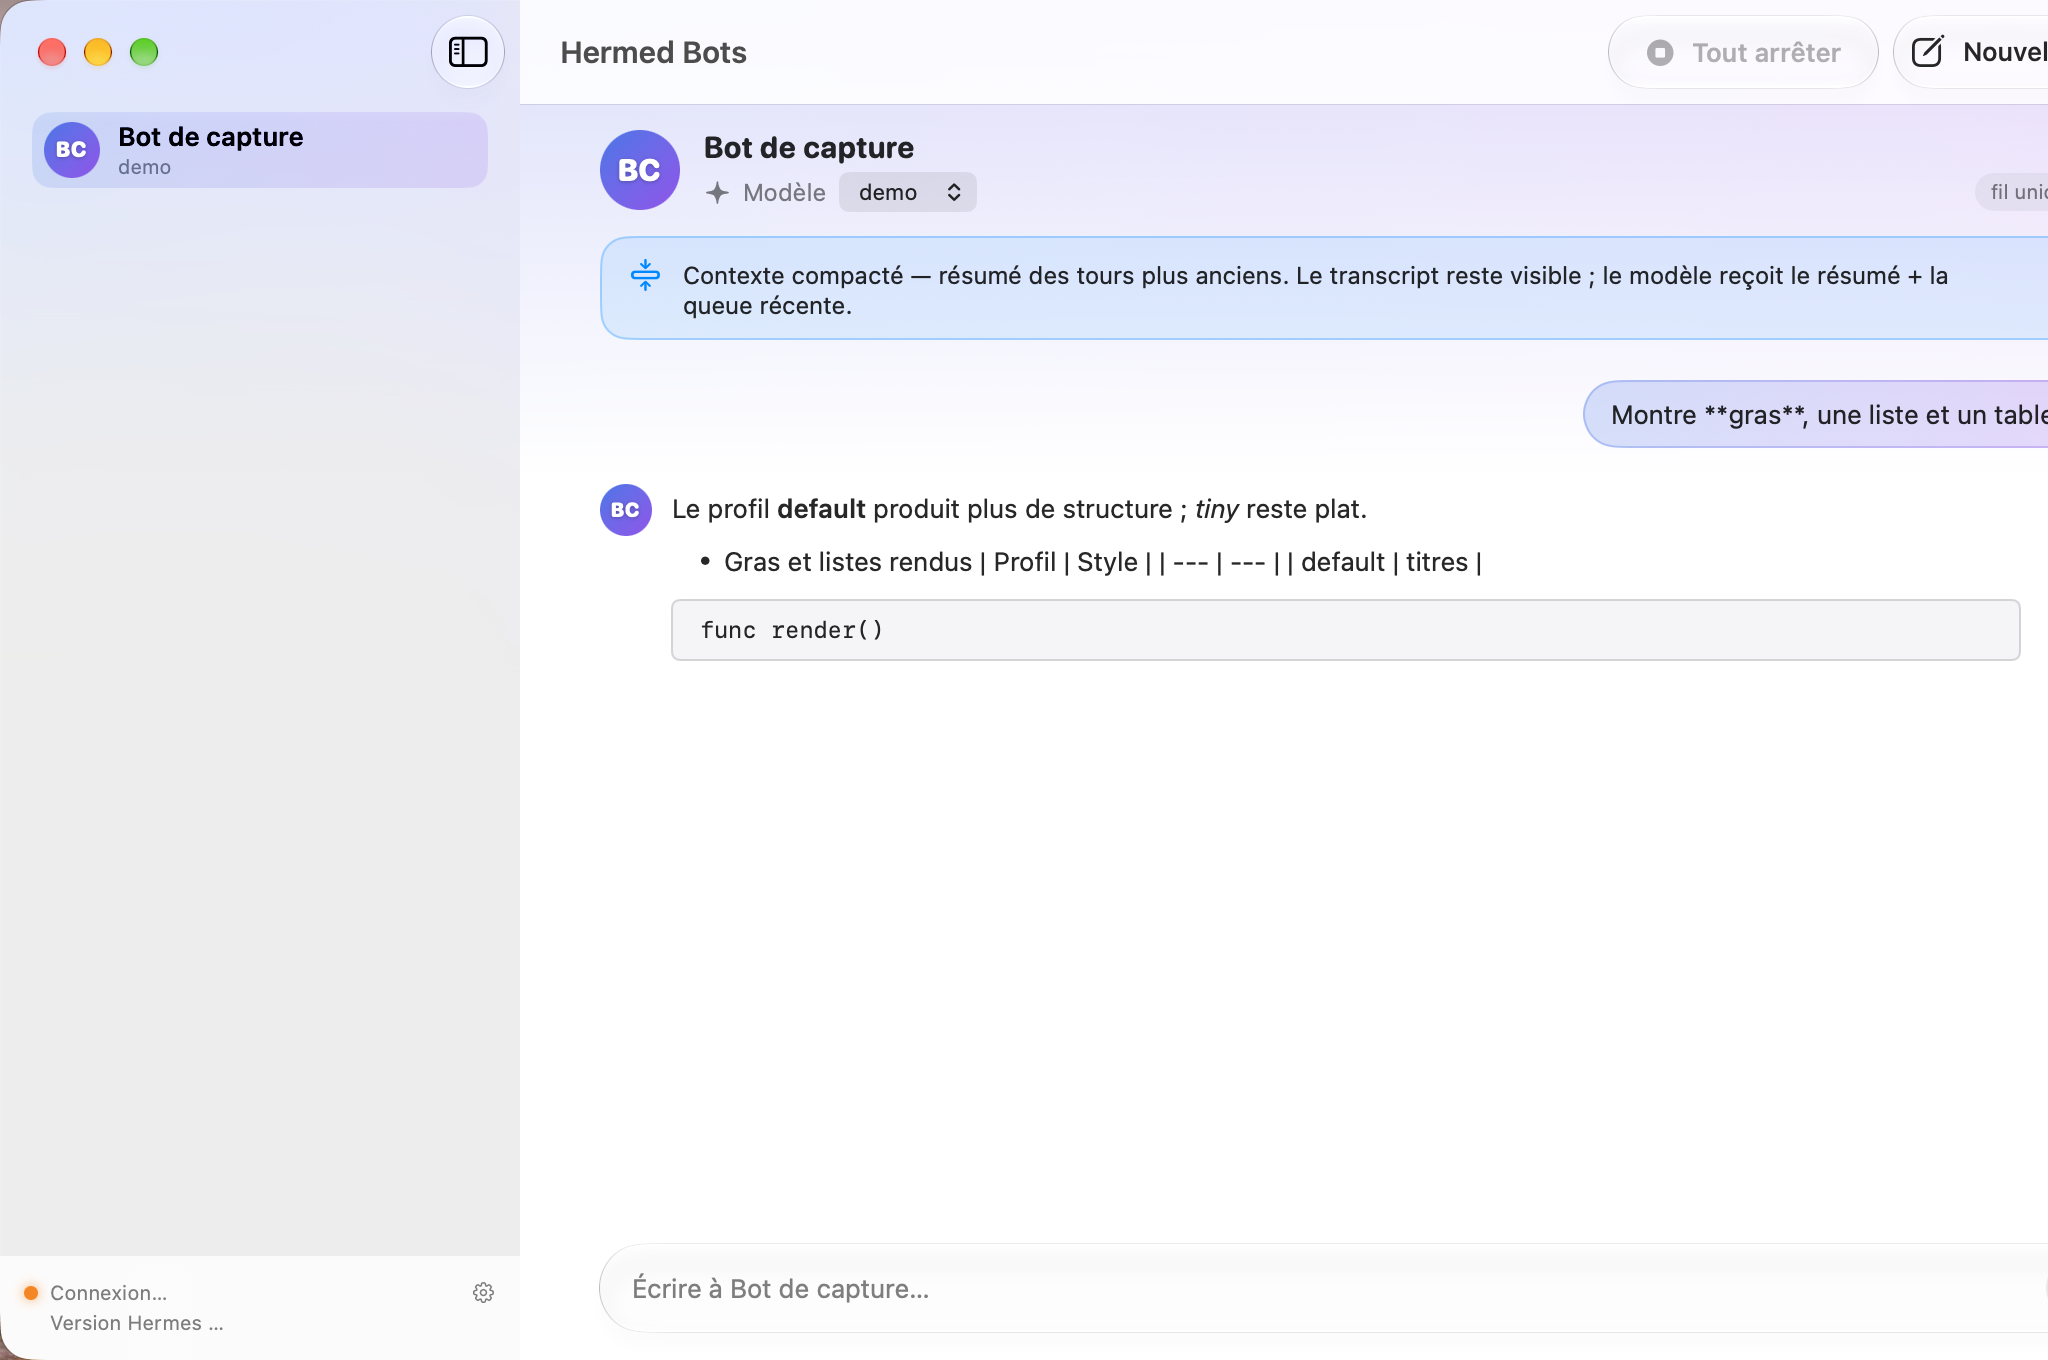 Hermed Bots
Tout arrêter
Nouvel
BC
Bot de capture
demo
BC
Bot de capture
Modèle
demo
fil uni
Contexte compacté — résumé des tours plus anciens. Le transcript reste visible ; le modèle reçoit le résumé + la
queue récente.
Montre **gras**, une liste et un table
BC
Le profil default produit plus de structure ; tiny reste plat.
• Gras et listes rendus | Profil | Style | | --- | --- | | default | titres |
func render()
Écrire à Bot de capture...
Connexion...
Version Hermes ...